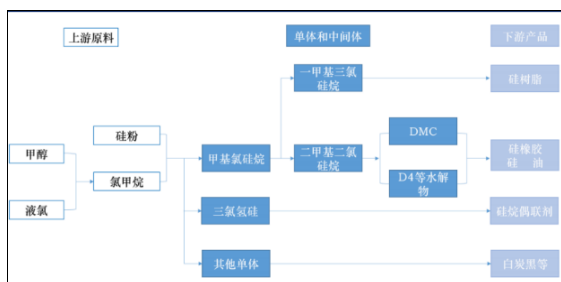 上游原料
单体和中间体
下游产品
一甲基三氯
硅烷
硅树脂
硅粉
DMC
甲醇
甲基氯硅烷
二甲基二氯
硅烷
硅橡胶
硅 油
氯甲烷
D4等水解
物
液氯
三氯氢硅
硅烷偶联剂
其他单体
白炭黑等